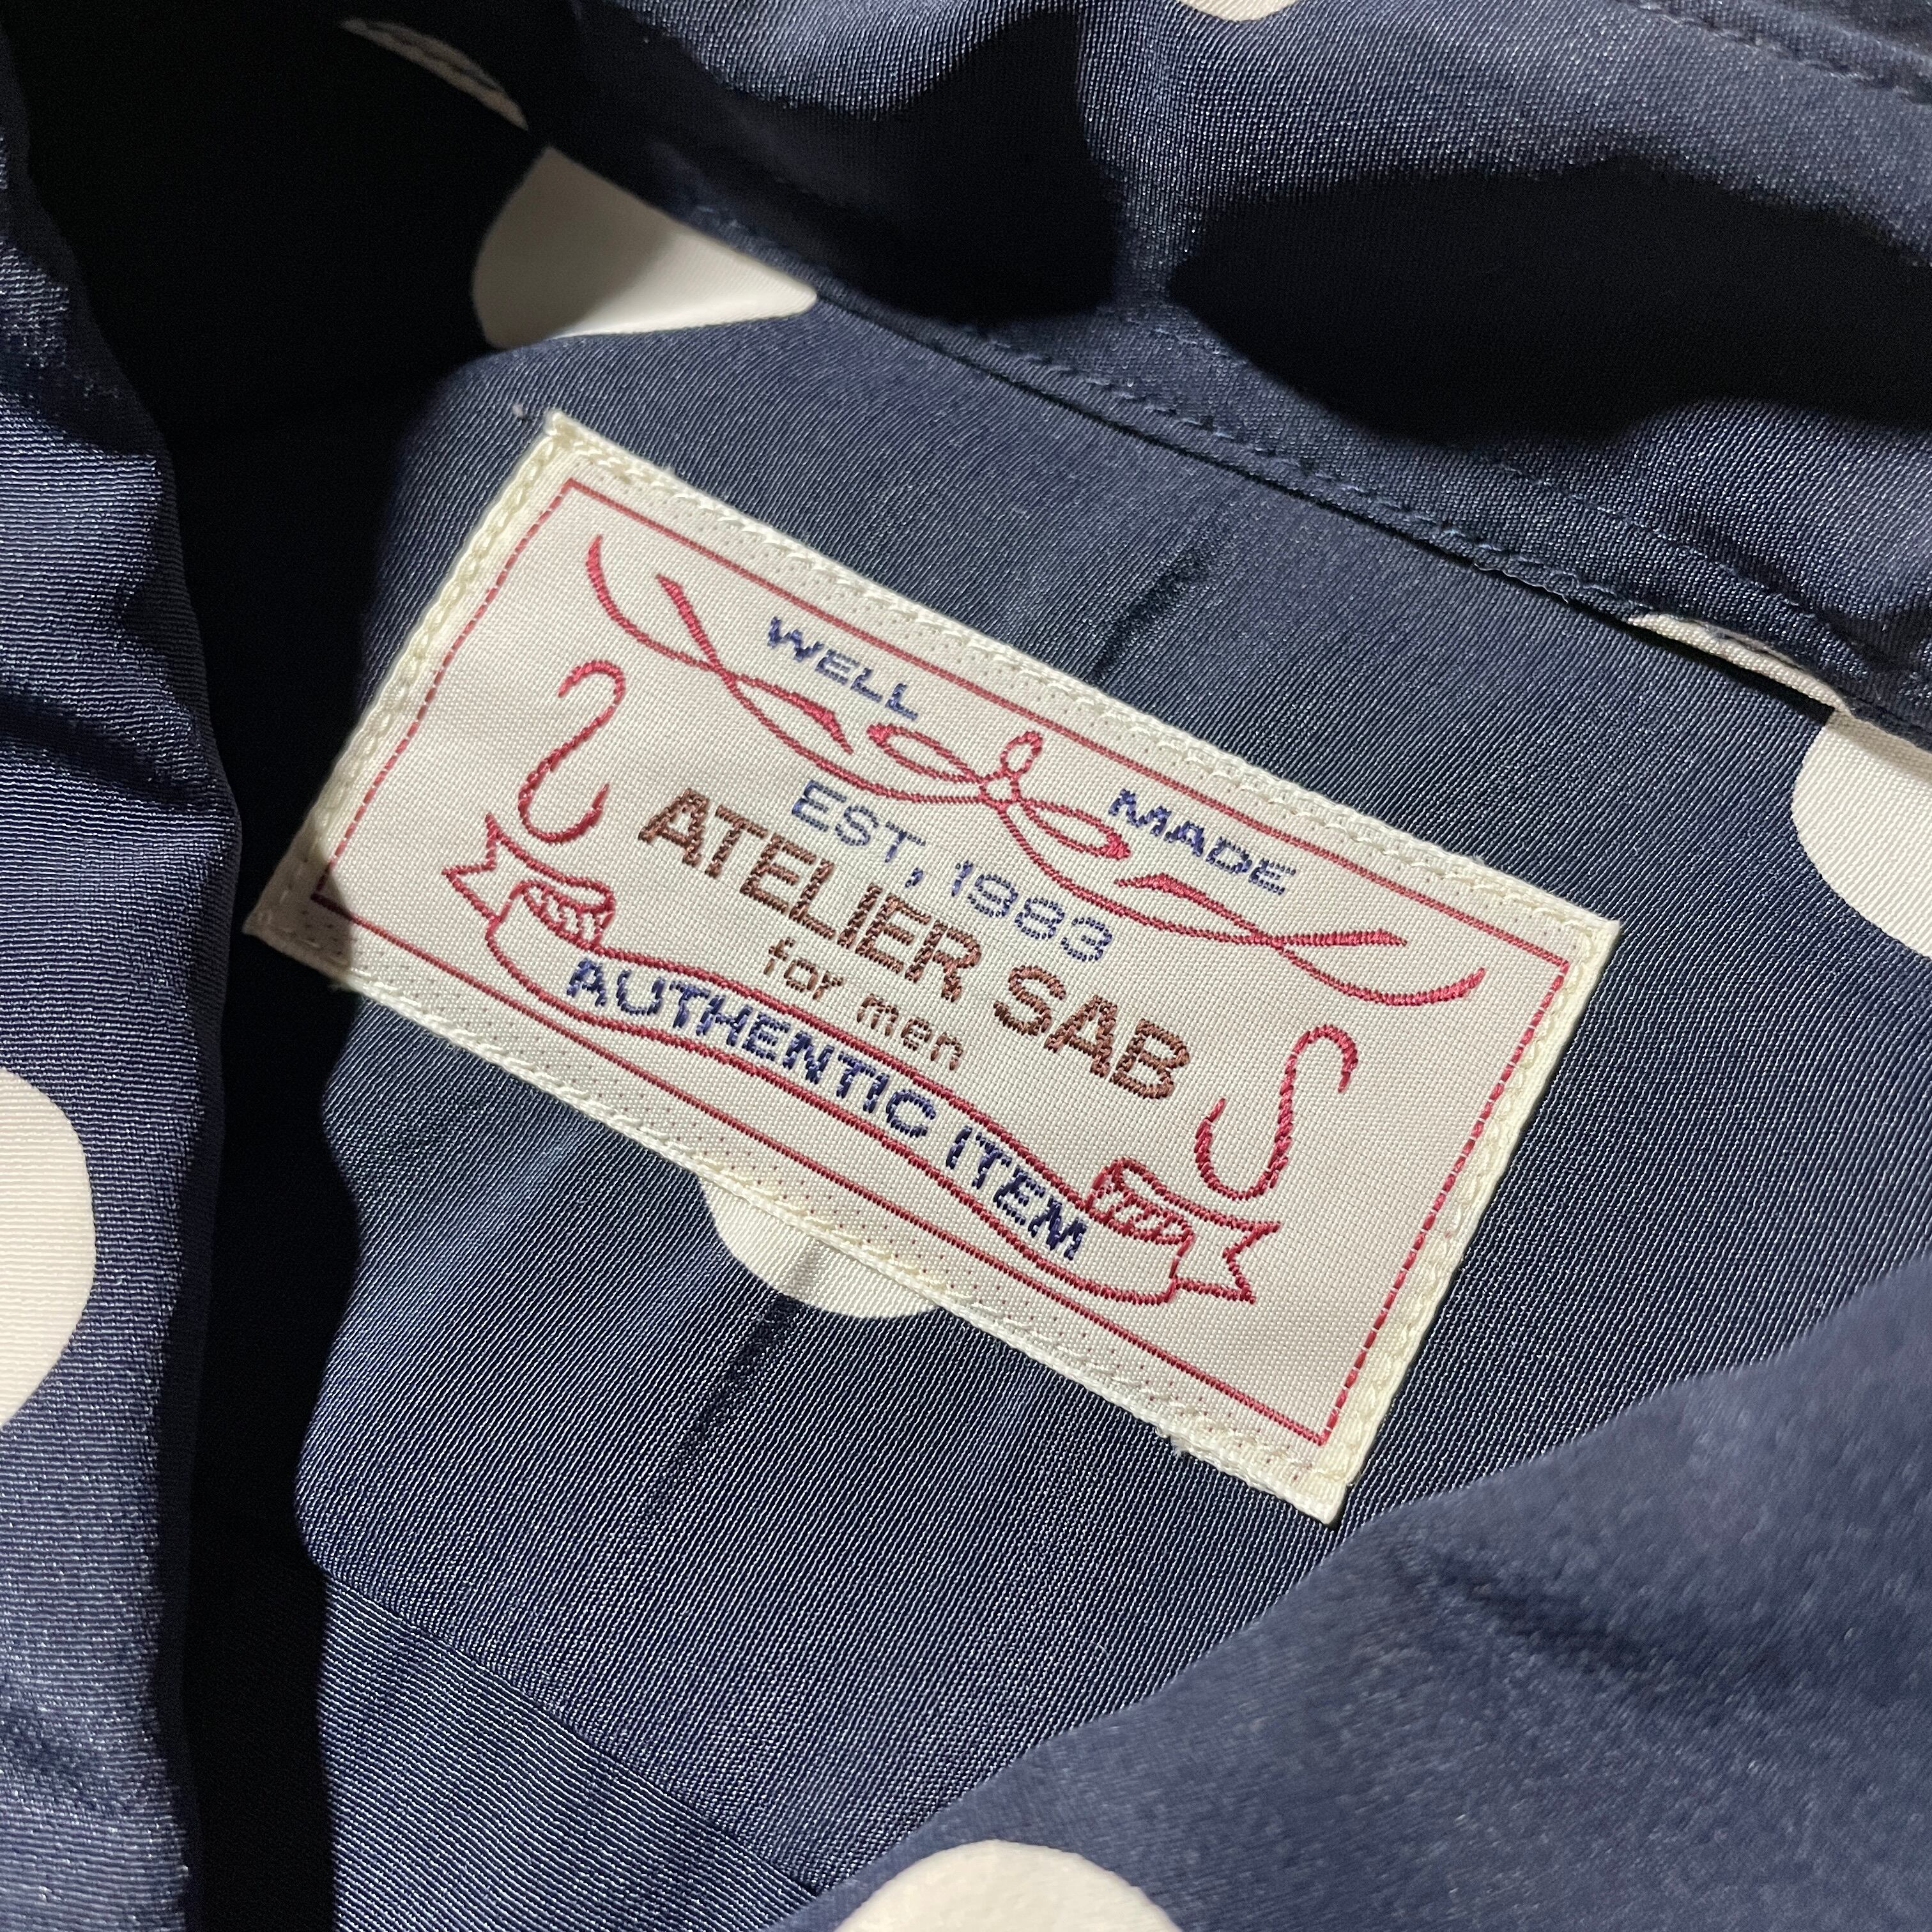 WELL MADE
EST, 1983
ATELIER SAB
for men
AUTHENTIC ITEM